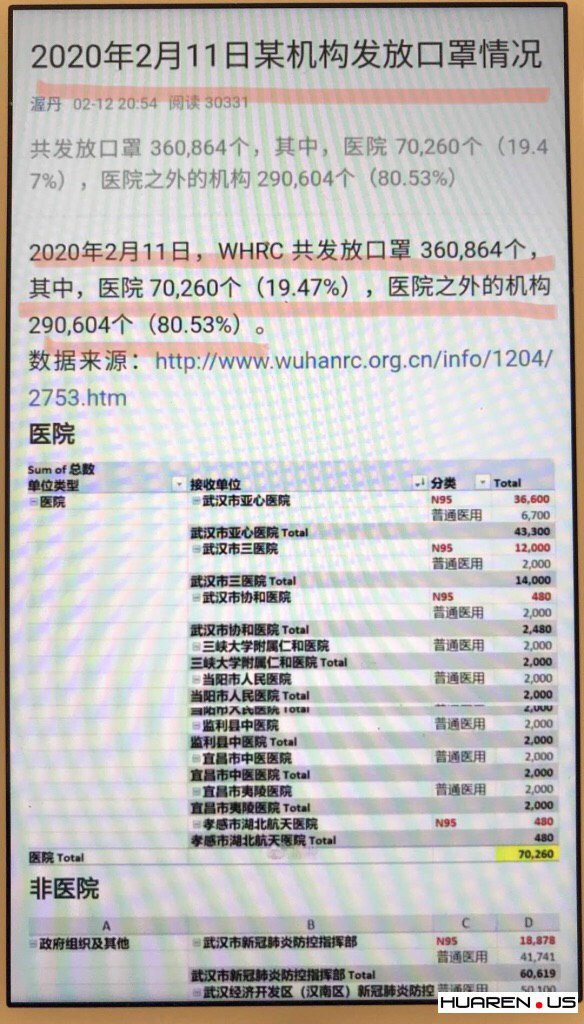 2020年2月11日某机构发放口罩情况
渥丹 02-12 20:54 阅读 30331
共发放口罩 360,864个，其中，医院 70,260个（19.4
7%），医院之外的机构 290,604个（80.53%）
2020年2月11日，WHRC 共发放口罩 360,864个，
其中，医院 70,260个（19.47%），医院之外的机构
290,604个（80.53%）。
数据来源：http://www.wuhanrc.org.cn/info/1204/
2753.htm
医院
Sum of 总数
单位类型 接收单位 分类 Total
医院 武汉市亚心医院 N95 36,600
普通医用 6,700
武汉市亚心医院 Total 43,300
武汉市三医院 N95 12,000
普通医用 2,000
武汉市三医院 Total 14,000
武汉市协和医院 N95 480
普通医用 2,000
武汉市协和医院 Total 2,480
三峡大学附属仁和医院 普通医用 2,000
三峡大学附属仁和医院 Total 2,000
当阳市人民医院 普通医用 2,000
当阳市人民医院 Total 2,000
当阳市人民医院 Total 2,000
监利县中医院 普通医用 2,000
监利县中医院 Total 2,000
宜昌市中医医院 普通医用 2,000
宜昌市中医医院 Total 2,000
宜昌市夷陵医院 普通医用 2,000
宜昌市夷陵医院 Total 2,000
孝感市湖北航天医院 N95 480
孝感市湖北航天医院 Total 480
医院 Total 70,260
非医院
A B C D
政府组织及其他 武汉市新冠肺炎防控指挥部 N95 18,878
普通医用 41,741
武汉市新冠肺炎防控指挥部 Total 60,619
武汉经济开发区（汉南区）新冠肺炎防控 普通医用 50,100
HUAREN.US